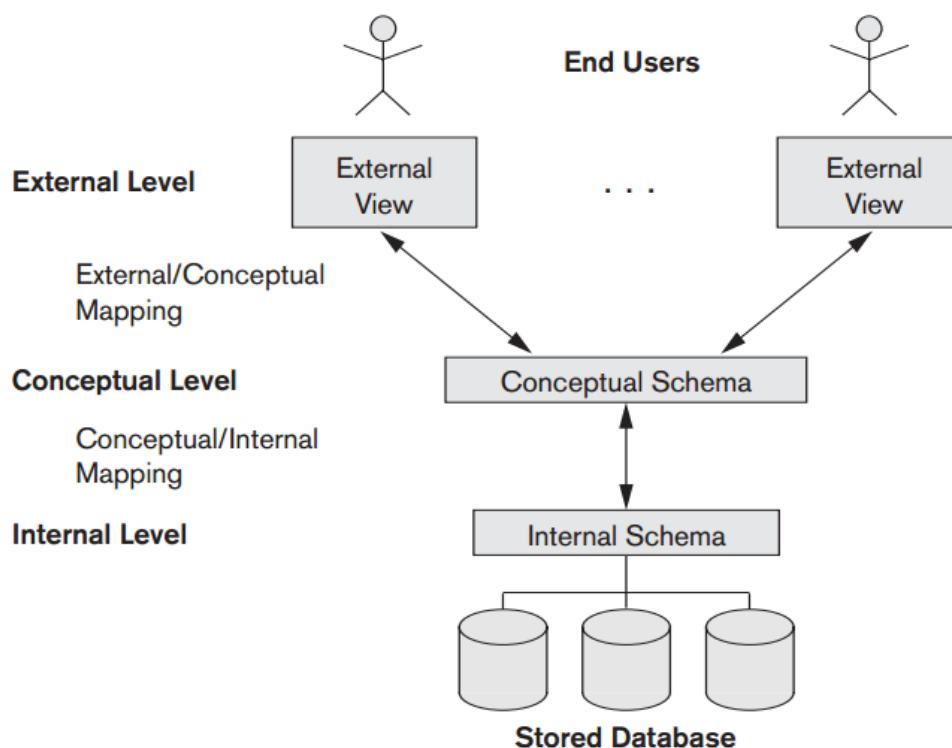 End Users
External Level
External
View
. . .
External
View
External/Conceptual
Mapping
Conceptual Level
Conceptual Schema
Conceptual/Internal
Mapping
Internal Level
Internal Schema
Stored Database